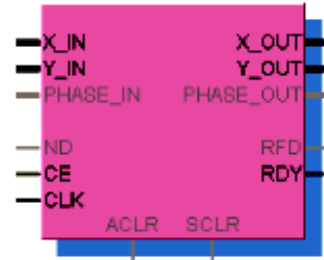 X_IN X_OUT
Y_IN Y_OUT
PHASE_IN PHASE_OUT
ND RFD
CE RDY
CLK
ACLR SCLR